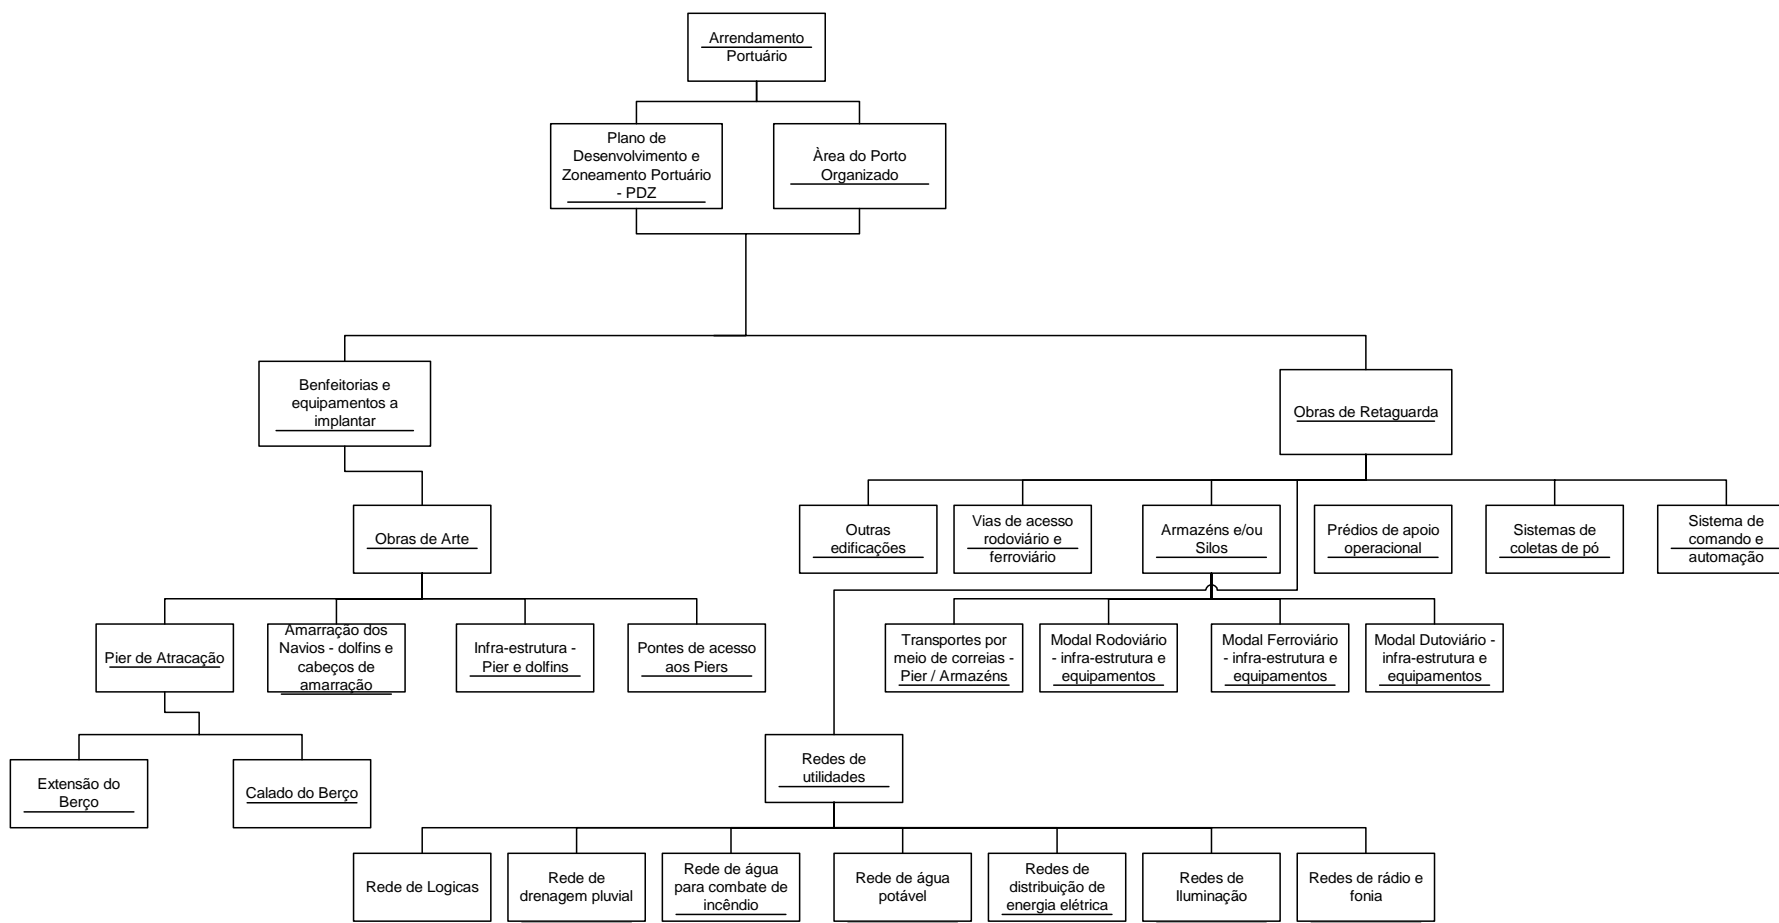 Arrendamento
Portuário
Plano de
Desenvolvimento e
Zoneamento Portuário
- PDZ
Àrea do Porto
Organizado
Benfeitorias e
equipamentos a
implantar
Obras de Retaguarda
Obras de Arte
Outras
edificações
Vias de acesso
rodoviário e
ferroviário
Armazéns e/ou
Silos
Prédios de apoio
operacional
Sistemas de
coletas de pó
Sistema de
comando e
automação
Pier de Atracação
Amarração dos
Navios - dolfins e
cabeços de
amarração
Infra-estrutura -
Pier e dolfins
Pontes de acesso
aos Piers
Transportes por
meio de correias -
Pier / Armazéns
Modal Rodoviário
- infra-estrutura e
equipamentos
Modal Ferroviário
- infra-estrutura e
equipamentos
Modal Dutoviário -
infra-estrutura e
equipamentos
Extensão do
Berço
Calado do Berço
Redes de
utilidades
Rede de Logicas
Rede de
drenagem pluvial
Rede de água
para combate de
incêndio
Rede de água
potável
Redes de
distribuição de
energia elétrica
Redes de
Iluminação
Redes de rádio e
fonia